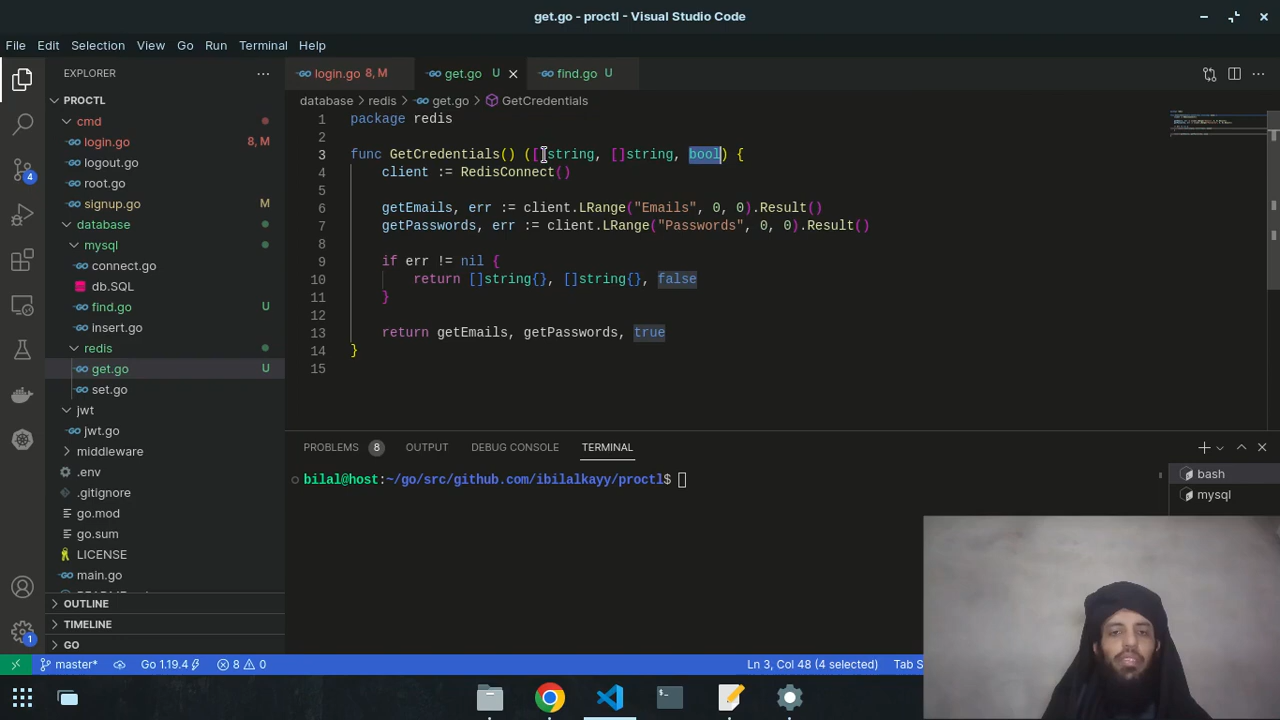 get.go - proctl - Visual Studio Code
File Edit Selection View Go Run Terminal Help
EXPLORER
login.go 8, M
get.go U
find.go U
PROCTL
database redis get.go GetCredentials
cmd
login.go 8, M
logout.go
root.go
signup.go 2
database
mysql
connect.go
db.SQL
find.go U
insert.go
redis
get.go U
set.go
jwt
jwt.go
middleware
.env
.gitignore
go.mod
go.sum
LICENSE
main.go
OUTLINE
TIMELINE
GO
1 package redis
2
3 func GetCredentials() ([]string, []string, bool) {
4 client := RedisConnect()
5
6 getEmails, err := client.LRange("Emails", 0, 0).Result()
7 getPasswords, err := client.LRange("Passwords", 0, 0).Result()
8
9 if err != nil {
10 return []string{}, []string{}, false
11 }
12
13 return getEmails, getPasswords, true
14 }
15
PROBLEMS 8 OUTPUT DEBUG CONSOLE TERMINAL
bilal@host:~/go/src/github.com/ibilalkayy/proctl$
bash
mysql
1
master* Go 1.19.4 8 0 Ln 3, Col 48 (4 selected) Tab S